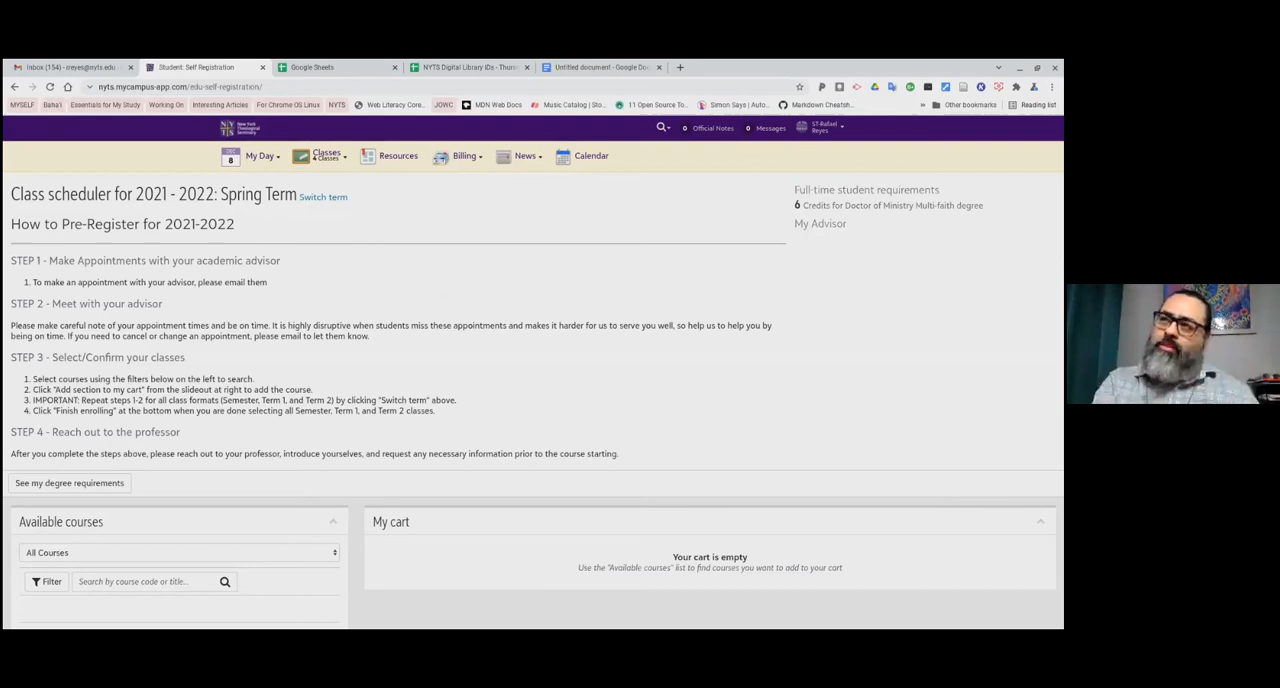 Inbox (154) - rreyes@nyts.edu
Student: Self Registration
Google Sheets
NYTS Digital Library IDs - Thurs
Untitled document - Google Doc
nyts.mycampus-app.com/edu-self-registration/
MYSELF Baha'i Essentials for My Study Working On Interesting Articles For Chrome OS Linux NYTS Web Literacy Core... JOWC MDN Web Docs Music Catalog | Sto... 11 Open Source To... Simon Says | Auto... Markdown Cheatsh... » Other bookmarks Reading list
New York Theological Seminary
0 Official Notes 0 Messages ST-Rafael
Reyes
DEC
8 My Day Classes
4 Classes Resources Billing News Calendar
Class scheduler for 2021 - 2022: Spring Term Switch term
How to Pre-Register for 2021-2022
STEP 1 - Make Appointments with your academic advisor
1. To make an appointment with your advisor, please email them
STEP 2 - Meet with your advisor
Please make careful note of your appointment times and be on time. It is highly disruptive when students miss these appointments and makes it harder for us to serve you well, so help us to help you by
being on time. If you need to cancel or change an appointment, please email to let them know.
STEP 3 - Select/Confirm your classes
1. Select courses using the filters below on the left to search.
2. Click "Add section to my cart" from the slideout at right to add the course.
3. IMPORTANT: Repeat steps 1-2 for all class formats (Semester, Term 1, and Term 2) by clicking "Switch term" above.
4. Click "Finish enrolling" at the bottom when you are done selecting all Semester, Term 1, and Term 2 classes.
STEP 4 - Reach out to the professor
After you complete the steps above, please reach out to your professor, introduce yourselves, and request any necessary information prior to the course starting.
See my degree requirements
Full-time student requirements
6 Credits for Doctor of Ministry Multi-faith degree
My Advisor
Available courses
All Courses
Filter Search by course code or title...
My cart
Your cart is empty
Use the "Available courses" list to find courses you want to add to your cart